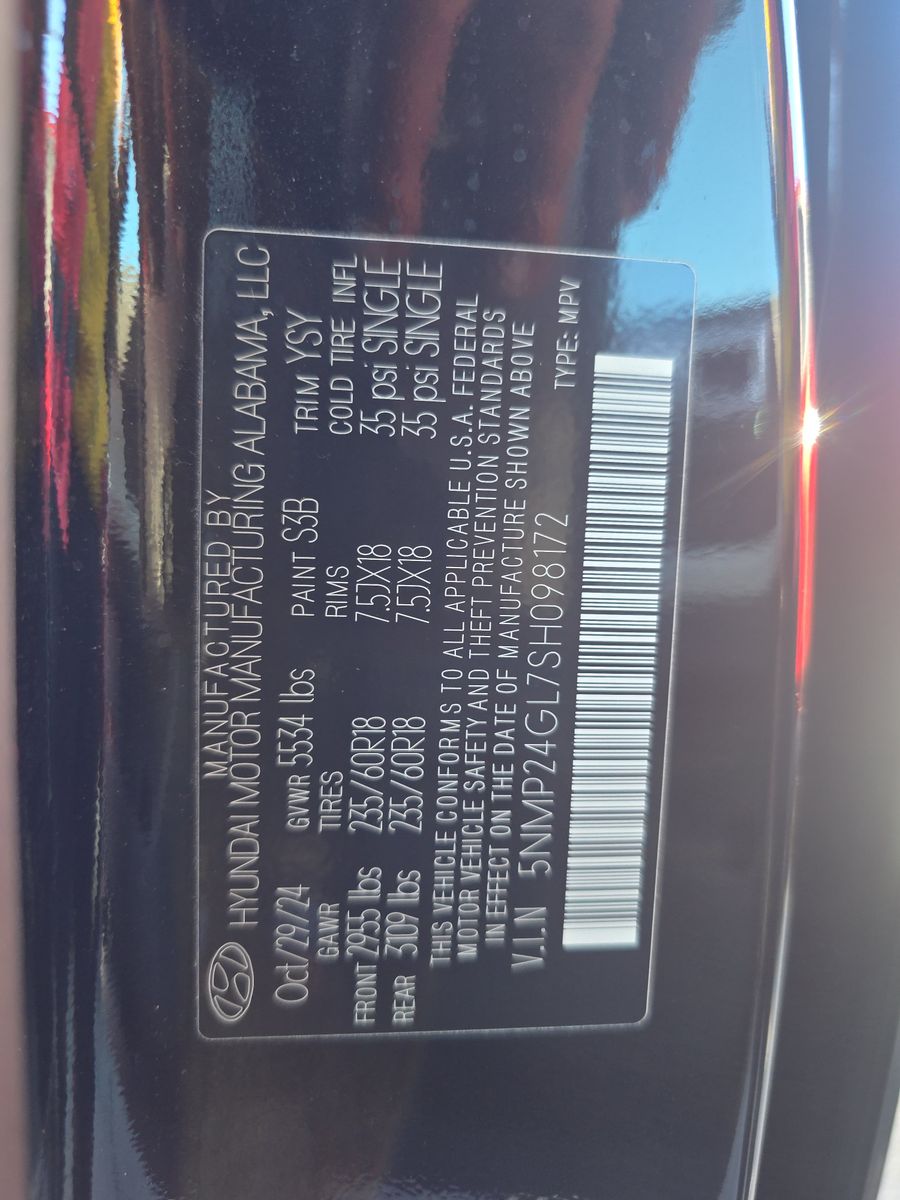 MANUFACTURED BY
HYUNDAI MOTOR MANUFACTURING ALABAMA, LLC
Oct/29/24 GVWR 5534 lbs PAINT S3B TRIM YSY
GAWR TIRES RIMS COLD TIRE INFL
FRONT 2955 lbs 235/60R18 7.5JX18 35 psi SINGLE
REAR 3109 lbs 235/60R18 7.5JX18 35 psi SINGLE
THIS VEHICLE CONFORMS TO ALL APPLICABLE U.S.A. FEDERAL
MOTOR VEHICLE SAFETY AND THEFT PREVENTION STANDARDS
IN EFFECT ON THE DATE OF MANUFACTURE SHOWN ABOVE
V.I.N 5NMP24GL7SH098172 TYPE: MPV